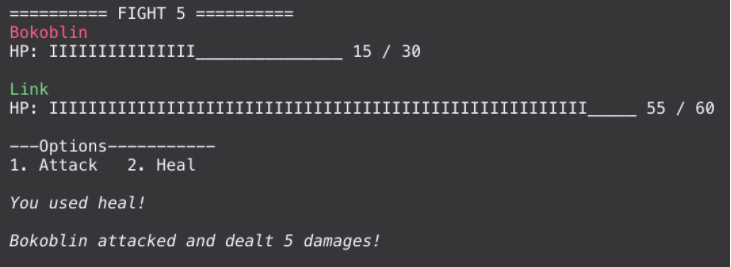 ========== FIGHT 5 ==========
Bokoblin
HP: IIIIIIIIIIIIIII_______________ 15 / 30
Link
HP: IIIIIIIIIIIIIIIIIIIIIIIIIIIIIIIIIIIIIIIIIIIIIIIIIIIIIII_____ 55 / 60
---Options-----------
1. Attack   2. Heal
You used heal!
Bokoblin attacked and dealt 5 damages!